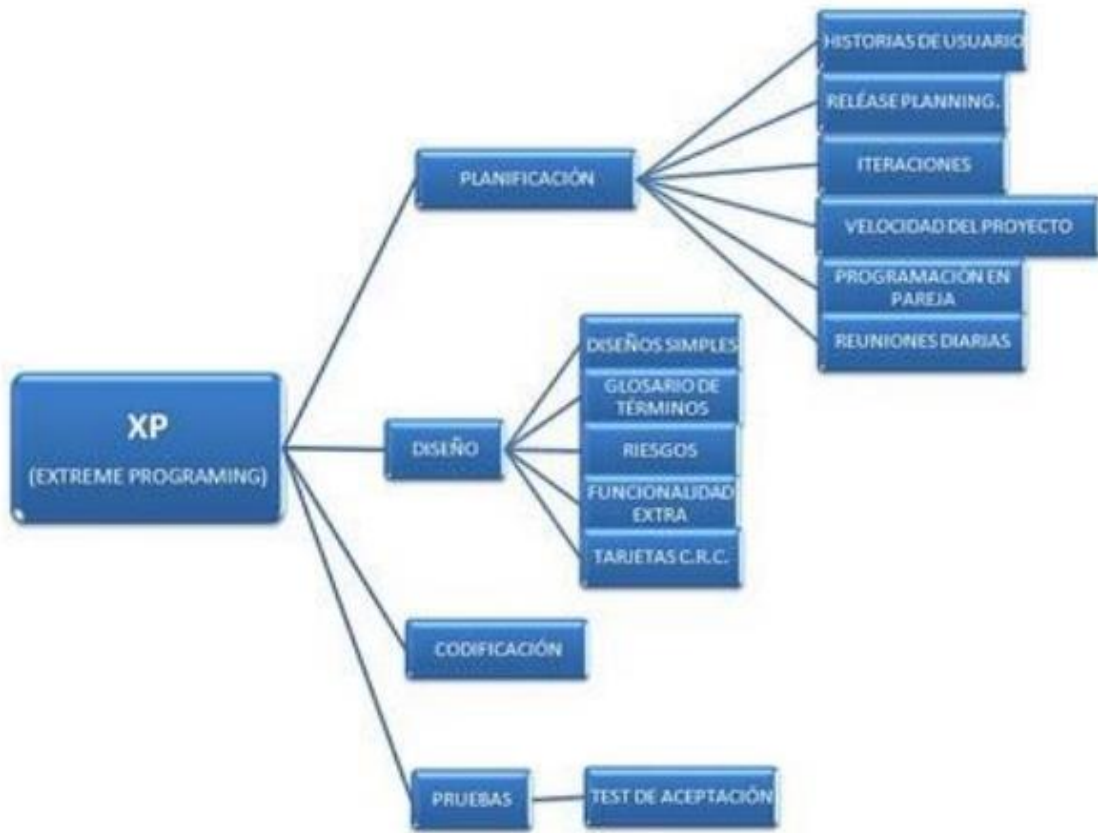 XP
(EXTREME PROGRAMING)
PLANIFICACIÓN
HISTORIAS DE USUARIO
RELÉASE PLANNING.
ITERACIONES
VELOCIDAD DEL PROYECTO
PROGRAMACIÓN EN
PAREJA
REUNIONES DIARIAS
DISEÑO
DISEÑOS SIMPLES
GLOSARIO DE
TÉRMINOS
RIESGOS
FUNCIONALIDAD
EXTRA
TARJETAS C.R.C.
CODIFICACIÓN
PRUEBAS
TEST DE ACEPTACIÓN